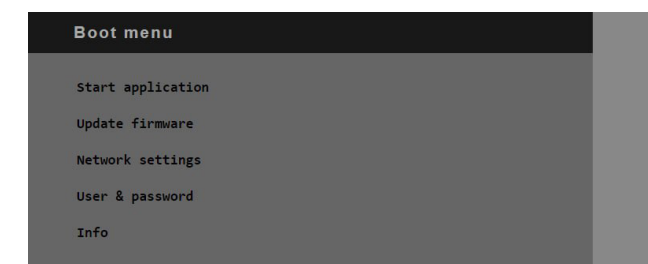 Boot menu
Start application
Update firmware
Network settings
User & password
Info